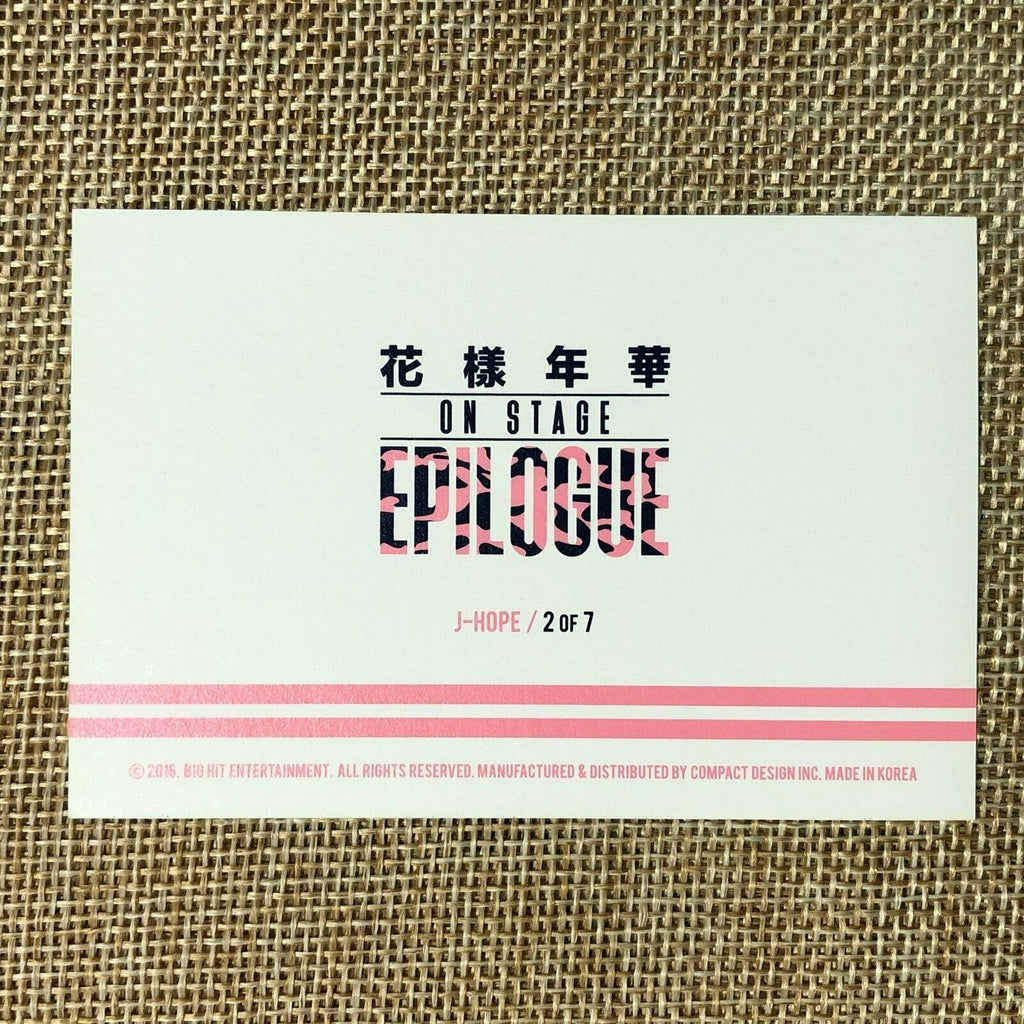 花樣年華
ON STAGE
EPILOGUE
J-HOPE / 2 OF 7
© 2016. BIG HIT ENTERTAINMENT. ALL RIGHTS RESERVED. MANUFACTURED & DISTRIBUTED BY COMPACT DESIGN INC. MADE IN KOREA